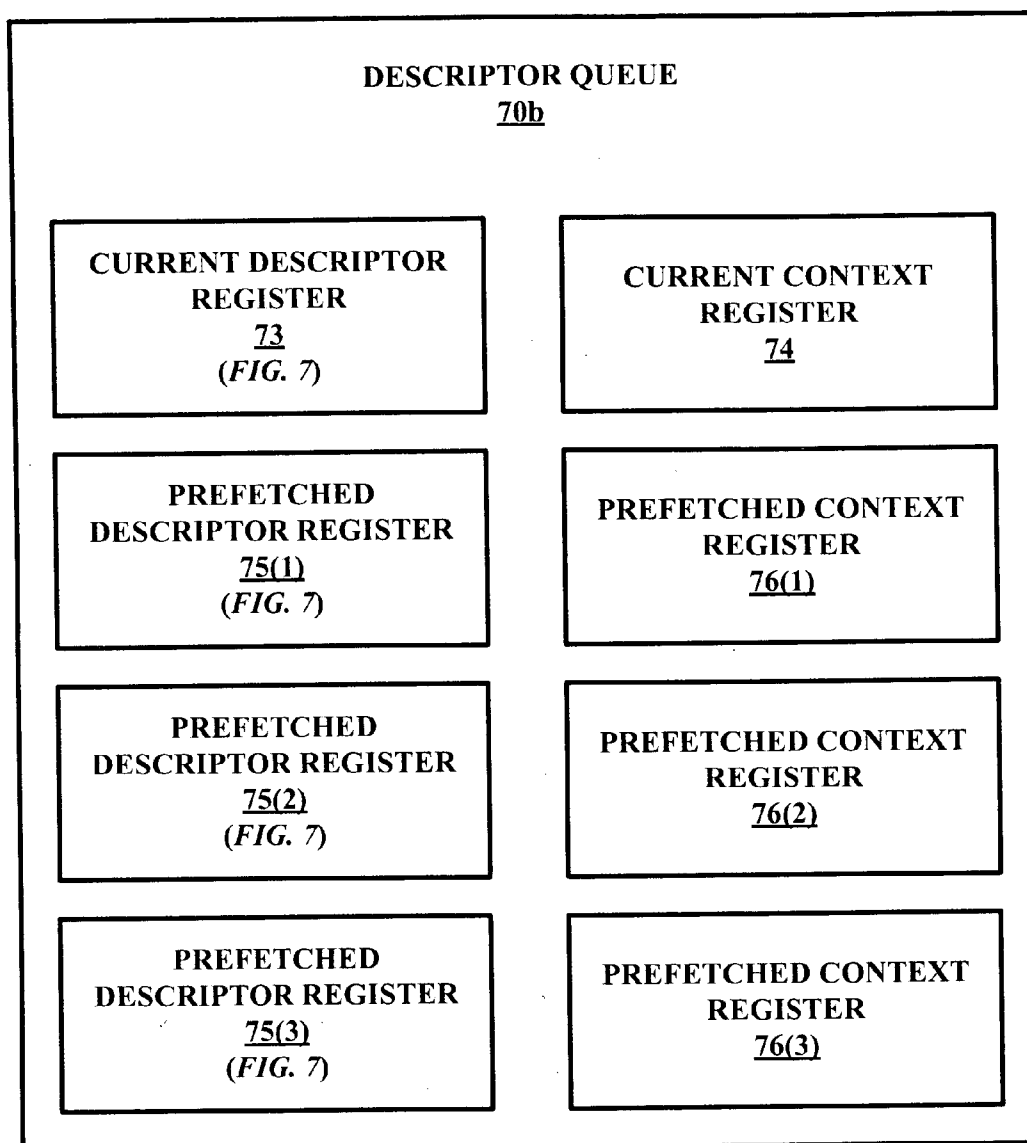 DESCRIPTOR QUEUE
70b
CURRENT DESCRIPTOR
REGISTER
73
(FIG. 7)
CURRENT CONTEXT
REGISTER
74
PREFETCHED
DESCRIPTOR REGISTER
75(1)
(FIG. 7)
PREFETCHED CONTEXT
REGISTER
76(1)
PREFETCHED
DESCRIPTOR REGISTER
75(2)
(FIG. 7)
PREFETCHED CONTEXT
REGISTER
76(2)
PREFETCHED
DESCRIPTOR REGISTER
75(3)
(FIG. 7)
PREFETCHED CONTEXT
REGISTER
76(3)